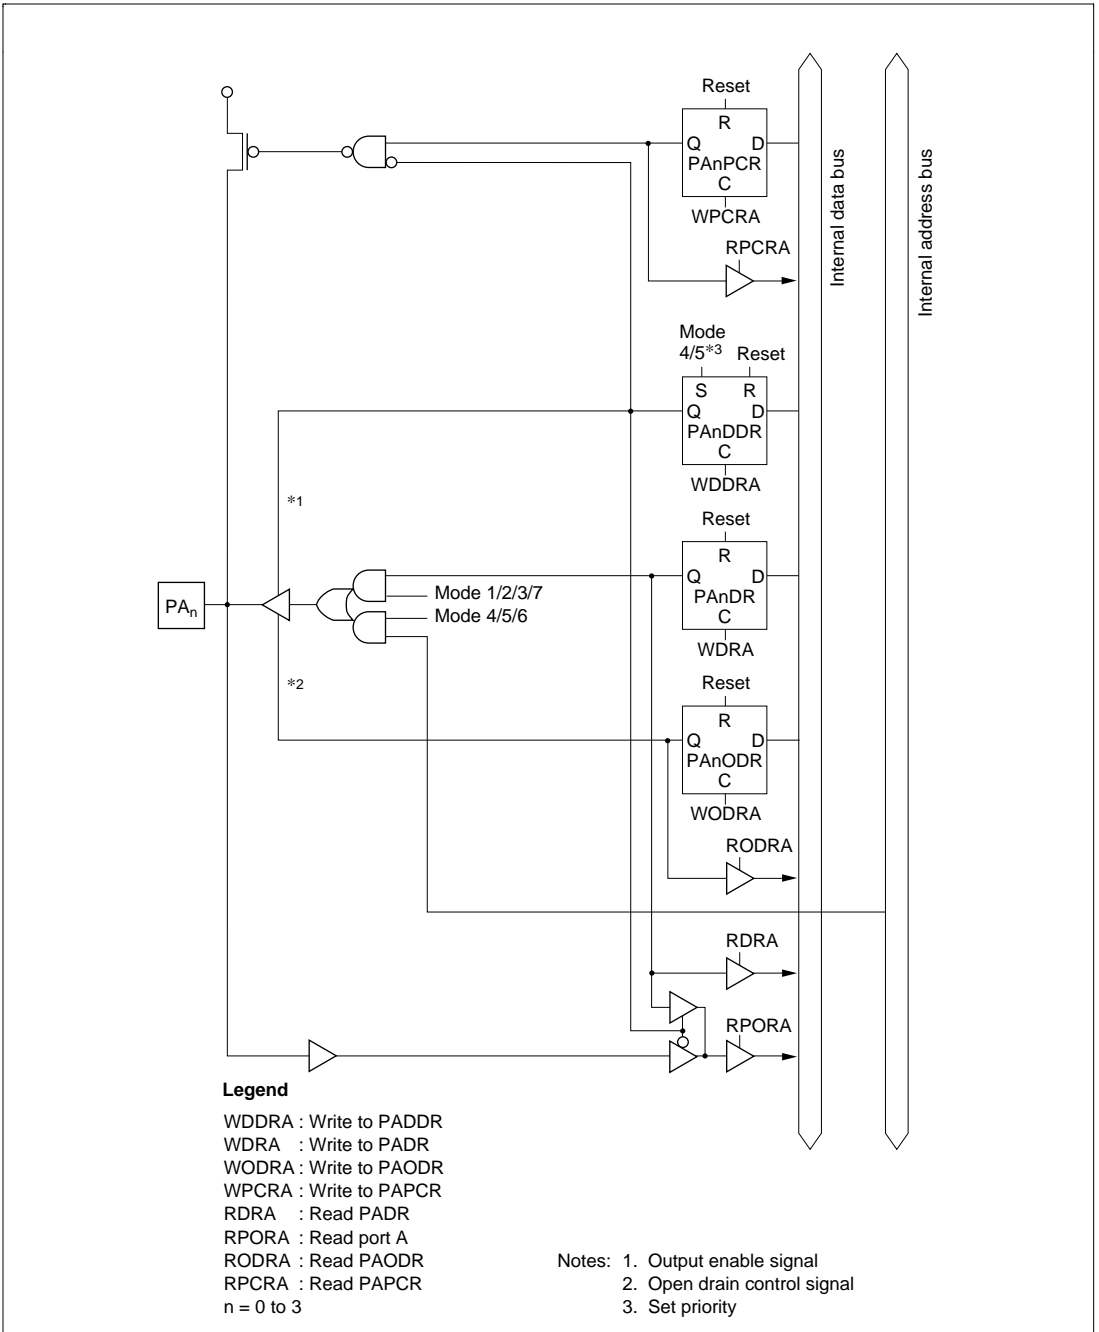 Reset
R
Q D
PAnPCR
C
WPCRA
RPCRA
Internal data bus
Internal address bus
Mode
4/5*3 Reset
S R
Q D
PAnDDR
C
WDDRA
*1
Reset
R
Q D
PAnDR
C
WDRA
Mode 1/2/3/7
Mode 4/5/6
PAn
*2
Reset
R
Q D
PAnODR
C
WODRA
RODRA
RDRA
RPORA
Legend
WDDRA : Write to PADDR
WDRA : Write to PADR
WODRA : Write to PAODR
WPCRA : Write to PAPCR
RDRA : Read PADR
RPORA : Read port A
RODRA : Read PAODR
RPCRA : Read PAPCR
n = 0 to 3
Notes: 1. Output enable signal
2. Open drain control signal
3. Set priority